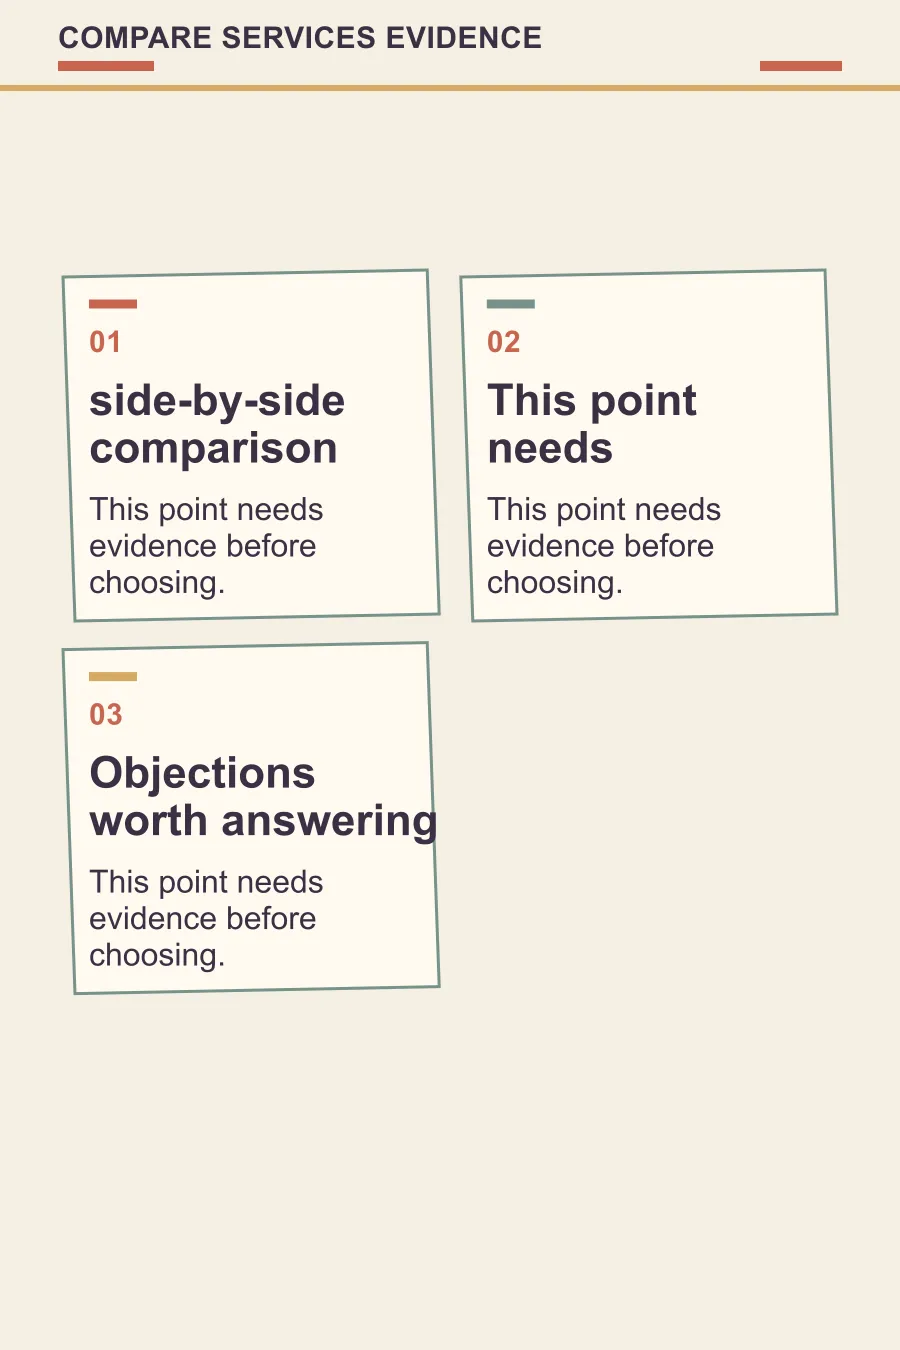 COMPARE SERVICES EVIDENCE
01
side-by-side
comparison
This point needs
evidence before
choosing.
02
This point
needs
This point needs
evidence before
choosing.
03
Objections
worth answering
This point needs
evidence before
choosing.